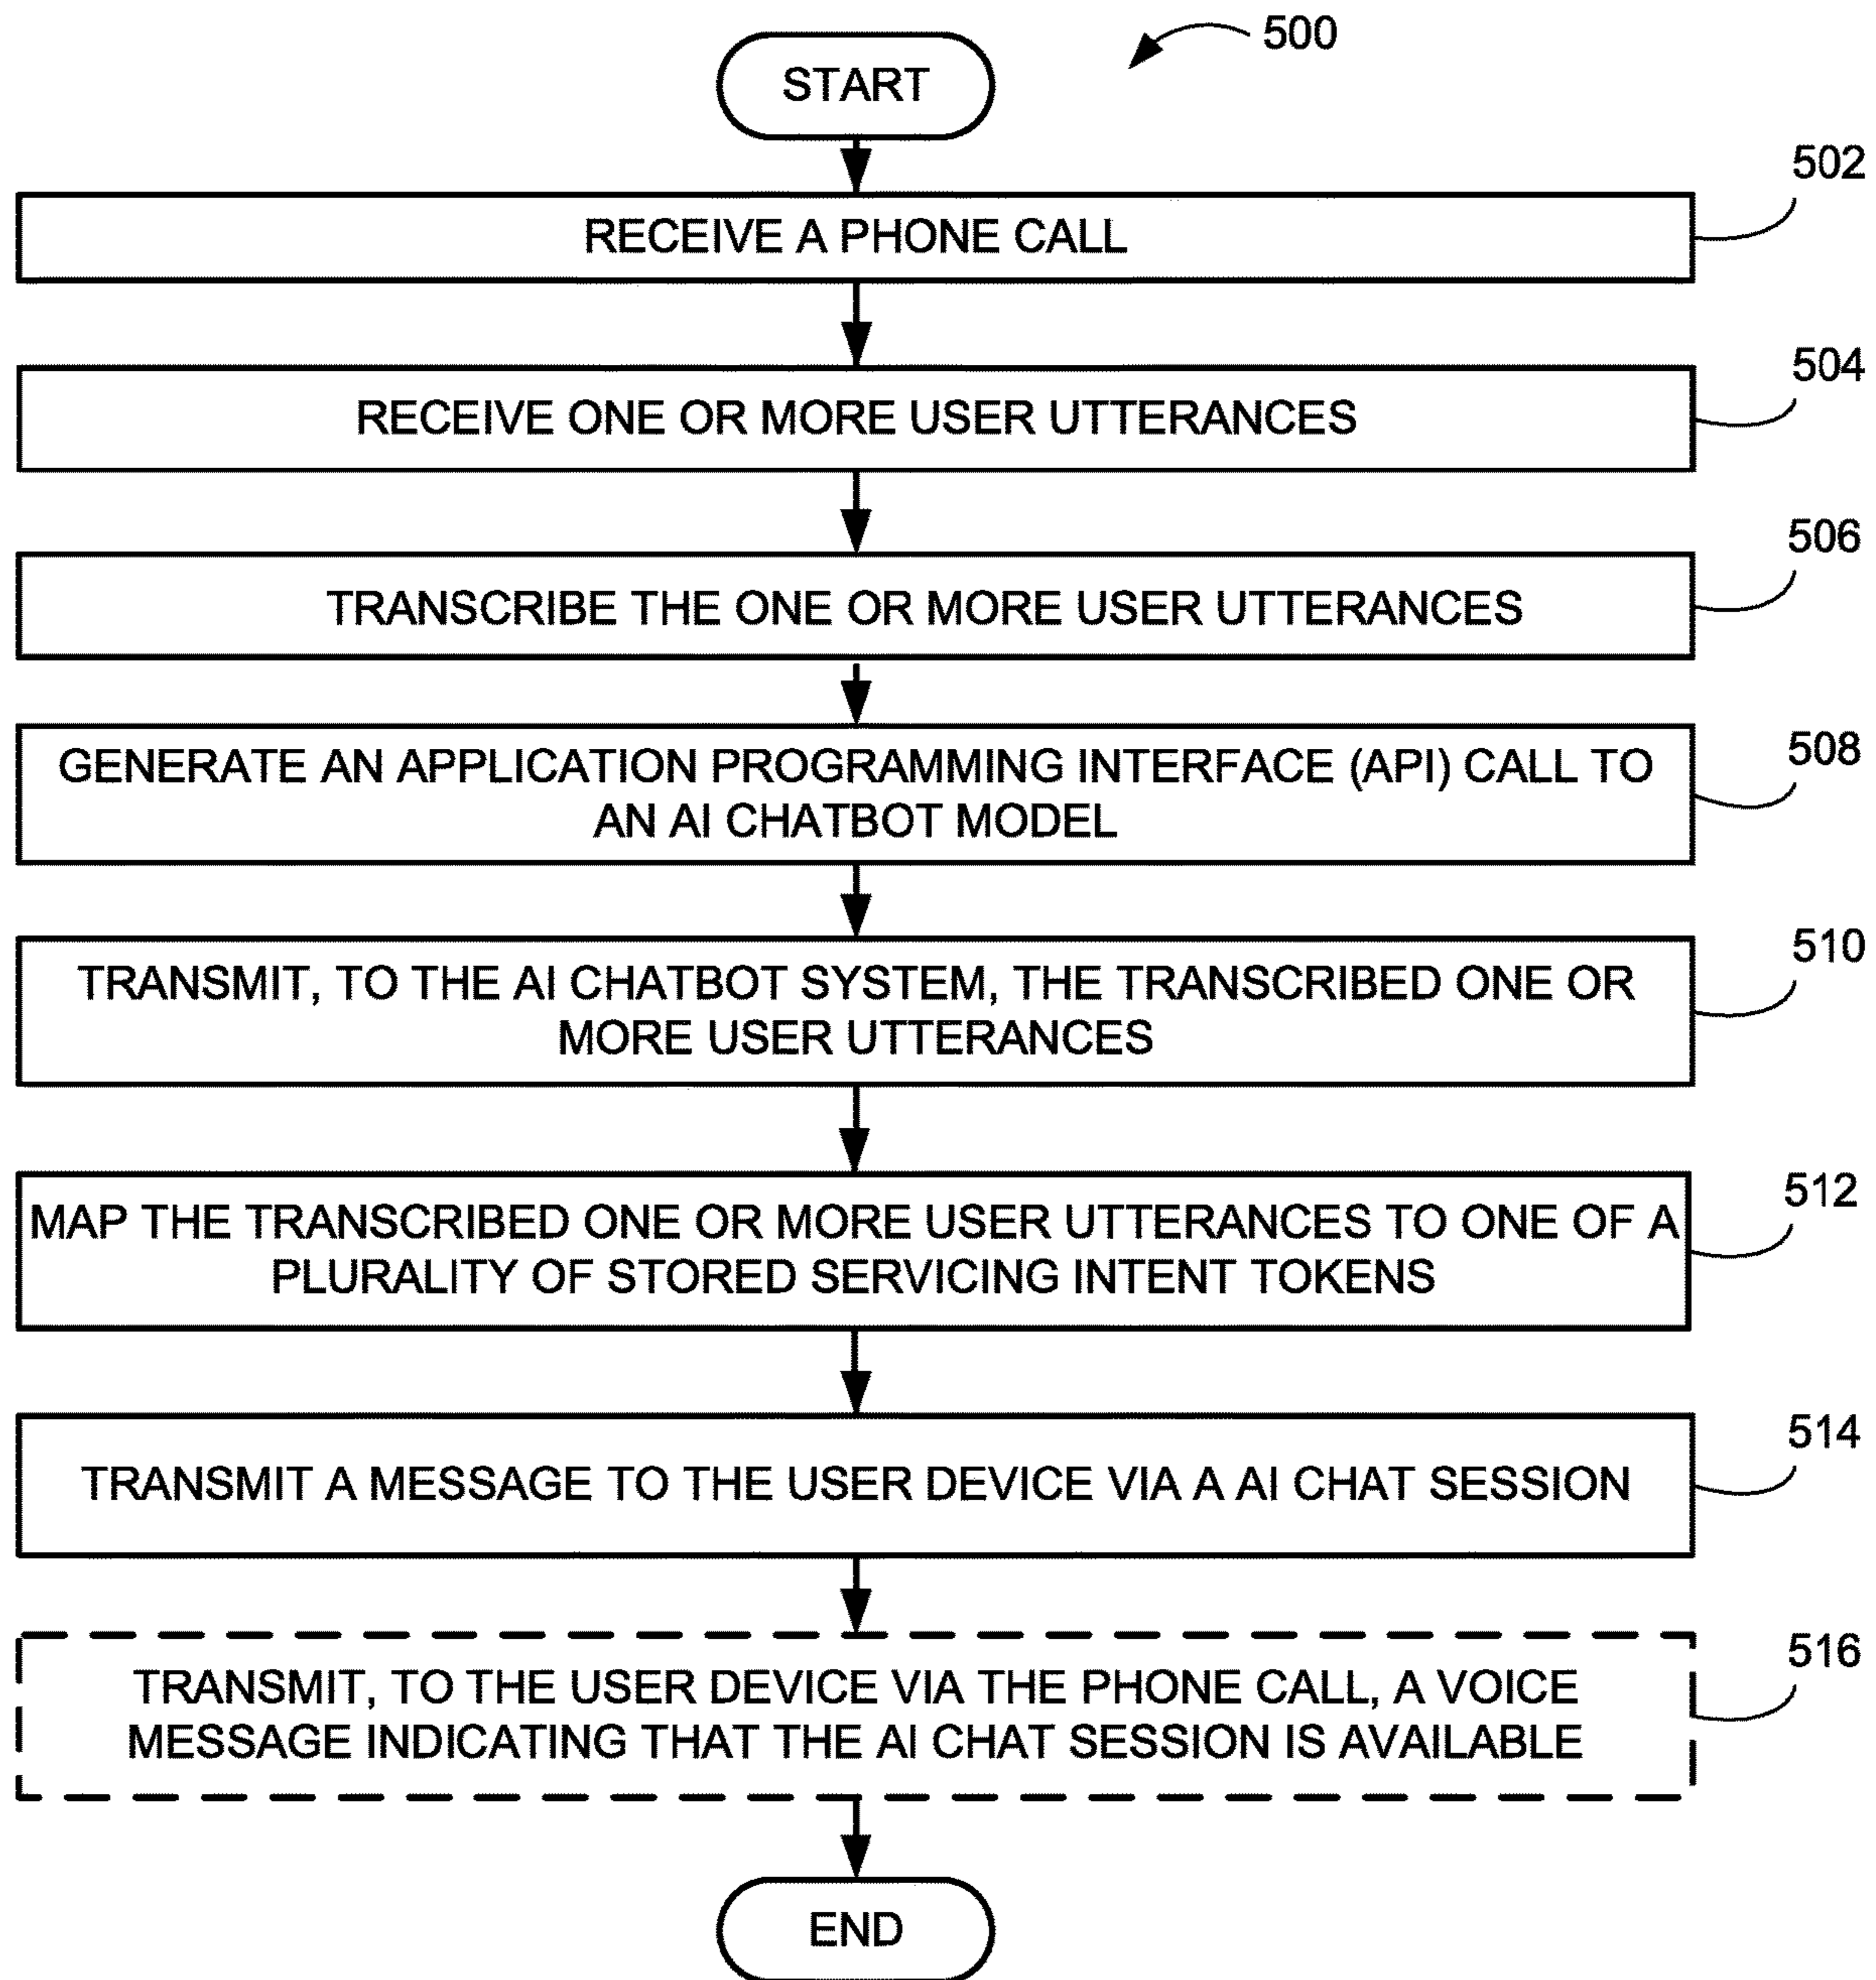 500
START
502
RECEIVE A PHONE CALL
504
RECEIVE ONE OR MORE USER UTTERANCES
506
TRANSCRIBE THE ONE OR MORE USER UTTERANCES
508
GENERATE AN APPLICATION PROGRAMMING INTERFACE (API) CALL TO
AN AI CHATBOT MODEL
510
TRANSMIT, TO THE AI CHATBOT SYSTEM, THE TRANSCRIBED ONE OR
MORE USER UTTERANCES
512
MAP THE TRANSCRIBED ONE OR MORE USER UTTERANCES TO ONE OF A
PLURALITY OF STORED SERVICING INTENT TOKENS
514
TRANSMIT A MESSAGE TO THE USER DEVICE VIA A AI CHAT SESSION
516
TRANSMIT, TO THE USER DEVICE VIA THE PHONE CALL, A VOICE
MESSAGE INDICATING THAT THE AI CHAT SESSION IS AVAILABLE
END